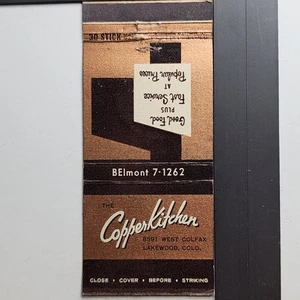 30 STICK
Good Food
PLUS
Fast Service
AT
Popular Prices
BElmont 7-1262
THE
CopperKitchen
8501 WEST COLFAX
LAKEWOOD, COLO.
CLOSE • COVER • BEFORE • STRIKING